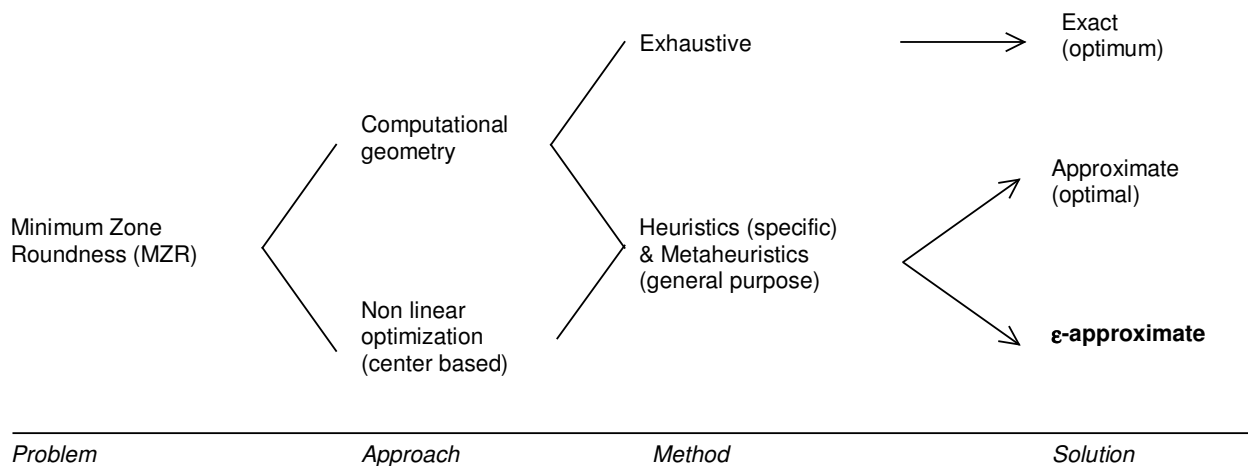 Exhaustive
Exact
(optimum)
Computational
geometry
Approximate
(optimal)
Minimum Zone
Roundness (MZR)
Heuristics (specific)
& Metaheuristics
(general purpose)
Non linear
optimization
(center based)
ε-approximate
Problem
Approach
Method
Solution